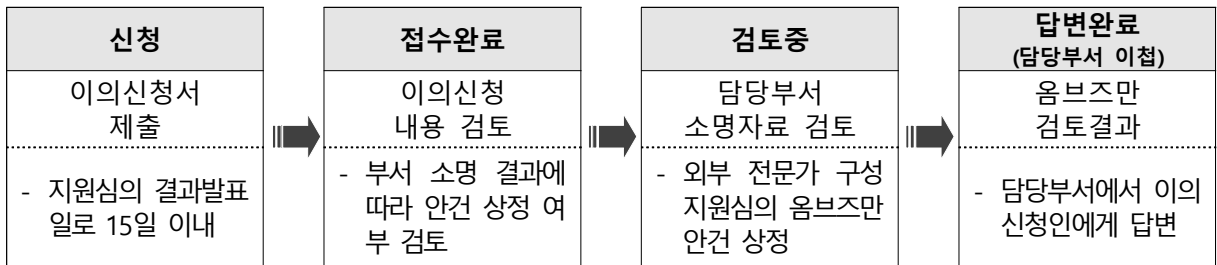 신청
이의신청서
제출
- 지원심의 결과발표
일로 15일 이내
접수완료
이의신청
내용 검토
- 부서 소명 결과에
따라 안건 상정 여
부 검토
검토중
담당부서
소명자료 검토
- 외부 전문가 구성
지원심의 옴브즈만
안건 상정
답변완료
(담당부서 이첩)
옴브즈만
검토결과
- 담당부서에서 이의
신청인에게 답변